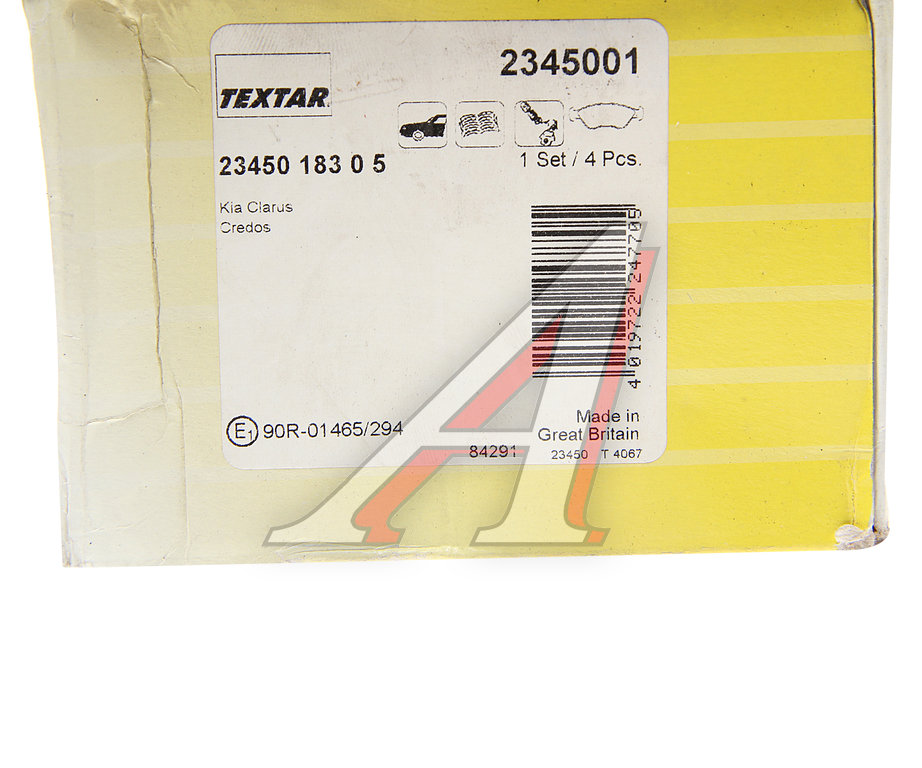 TEXTAR
2345001
23450 183 0 5
1 Set / 4 Pcs.
Kia Clarus
Credos
4 019722 247705
E1 90R-01465/294
Made in
Great Britain
84291
23450 T 4067
A